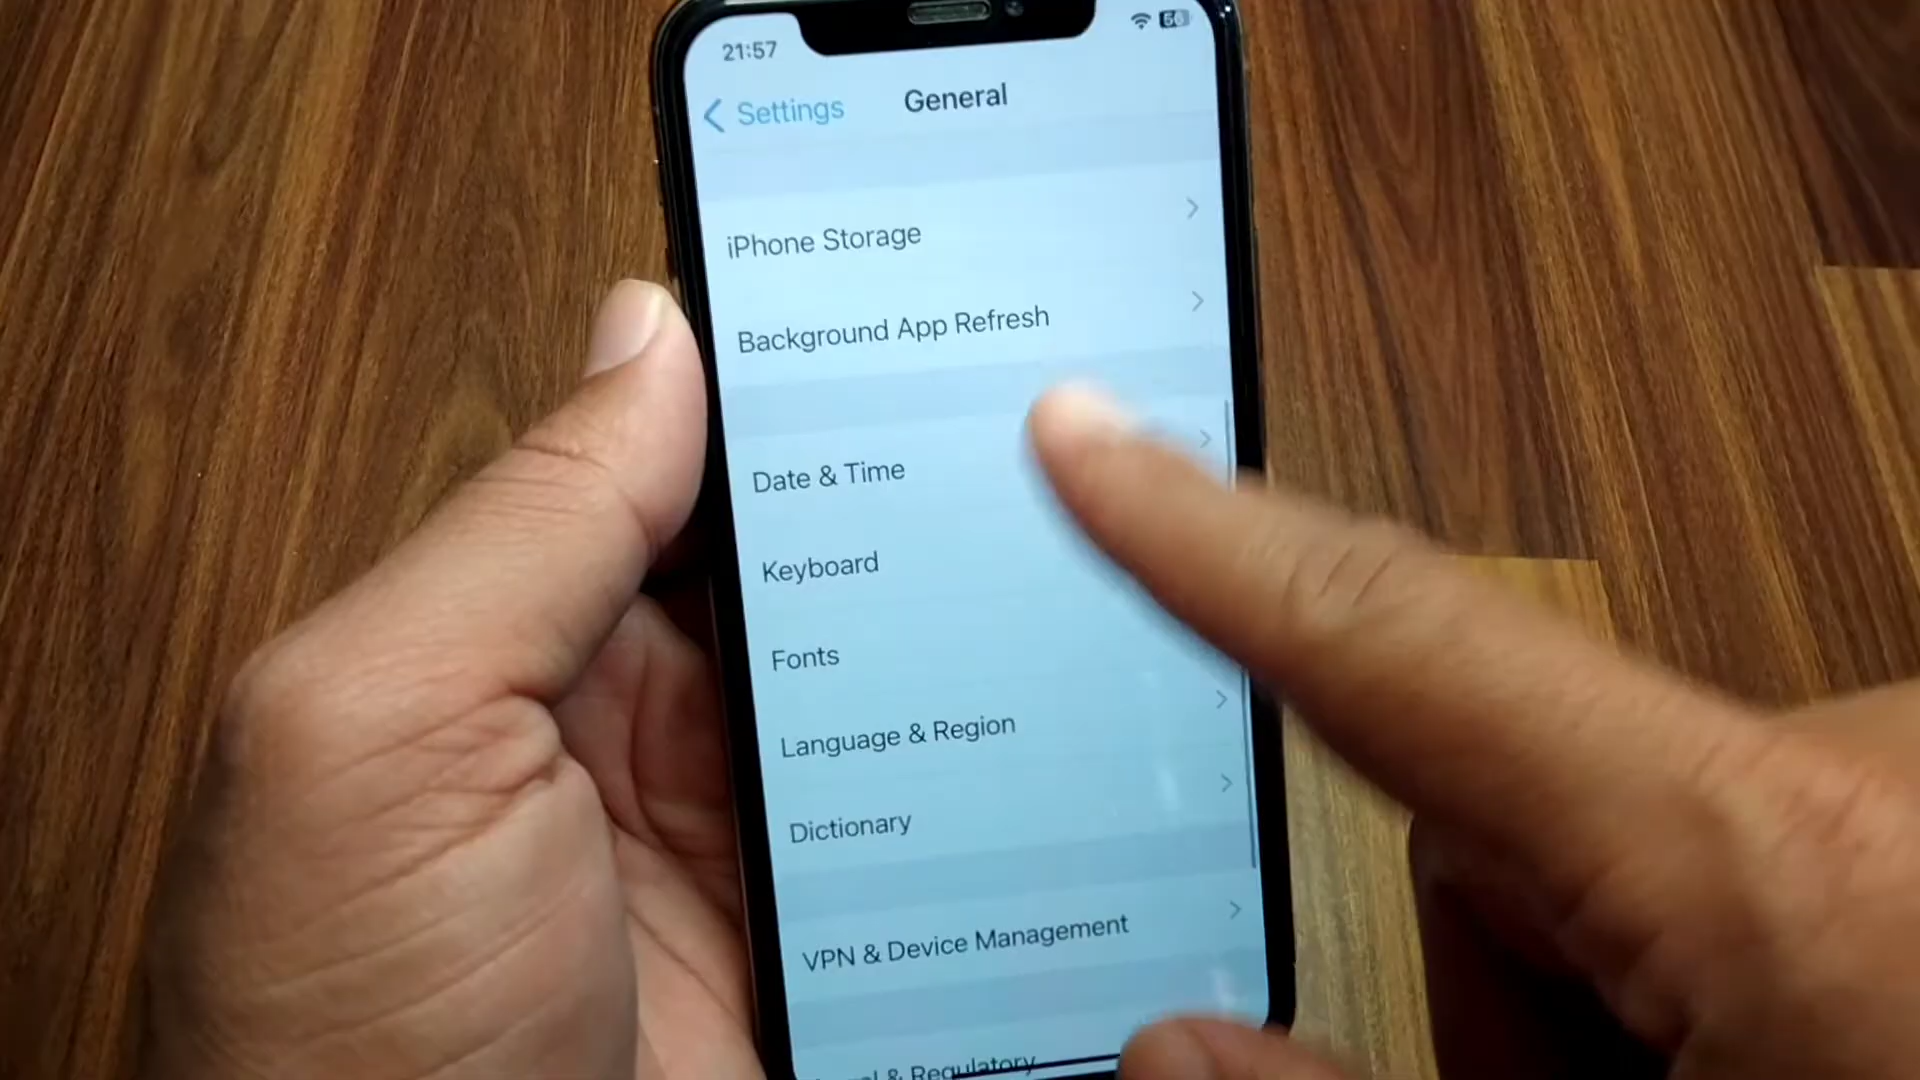 21:57
56
Settings
General
iPhone Storage
Background App Refresh
Date & Time
Keyboard
Fonts
Language & Region
Dictionary
VPN & Device Management
& Regulatory